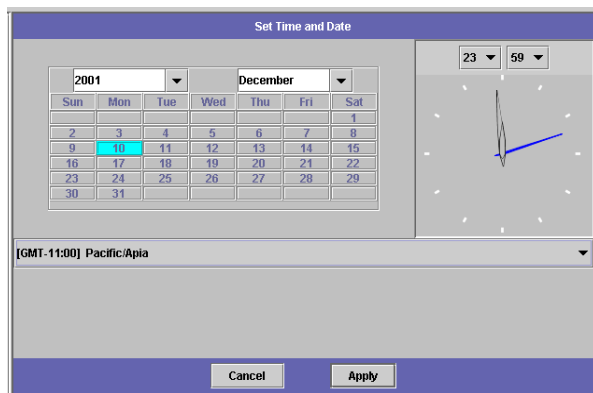 Set Time and Date
2001 December 23 59
Sun Mon Tue Wed Thu Fri Sat
1
2 3 4 5 6 7 8
9 10 11 12 13 14 15
16 17 18 19 20 21 22
23 24 25 26 27 28 29
30 31
[GMT-11:00] Pacific/Apia
Cancel Apply